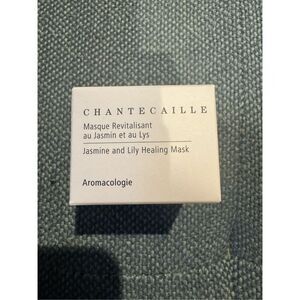 CHANTECAILLE
Masque Revitalisant
au Jasmin et au Lys
Jasmine and Lily Healing Mask
Aromacologie